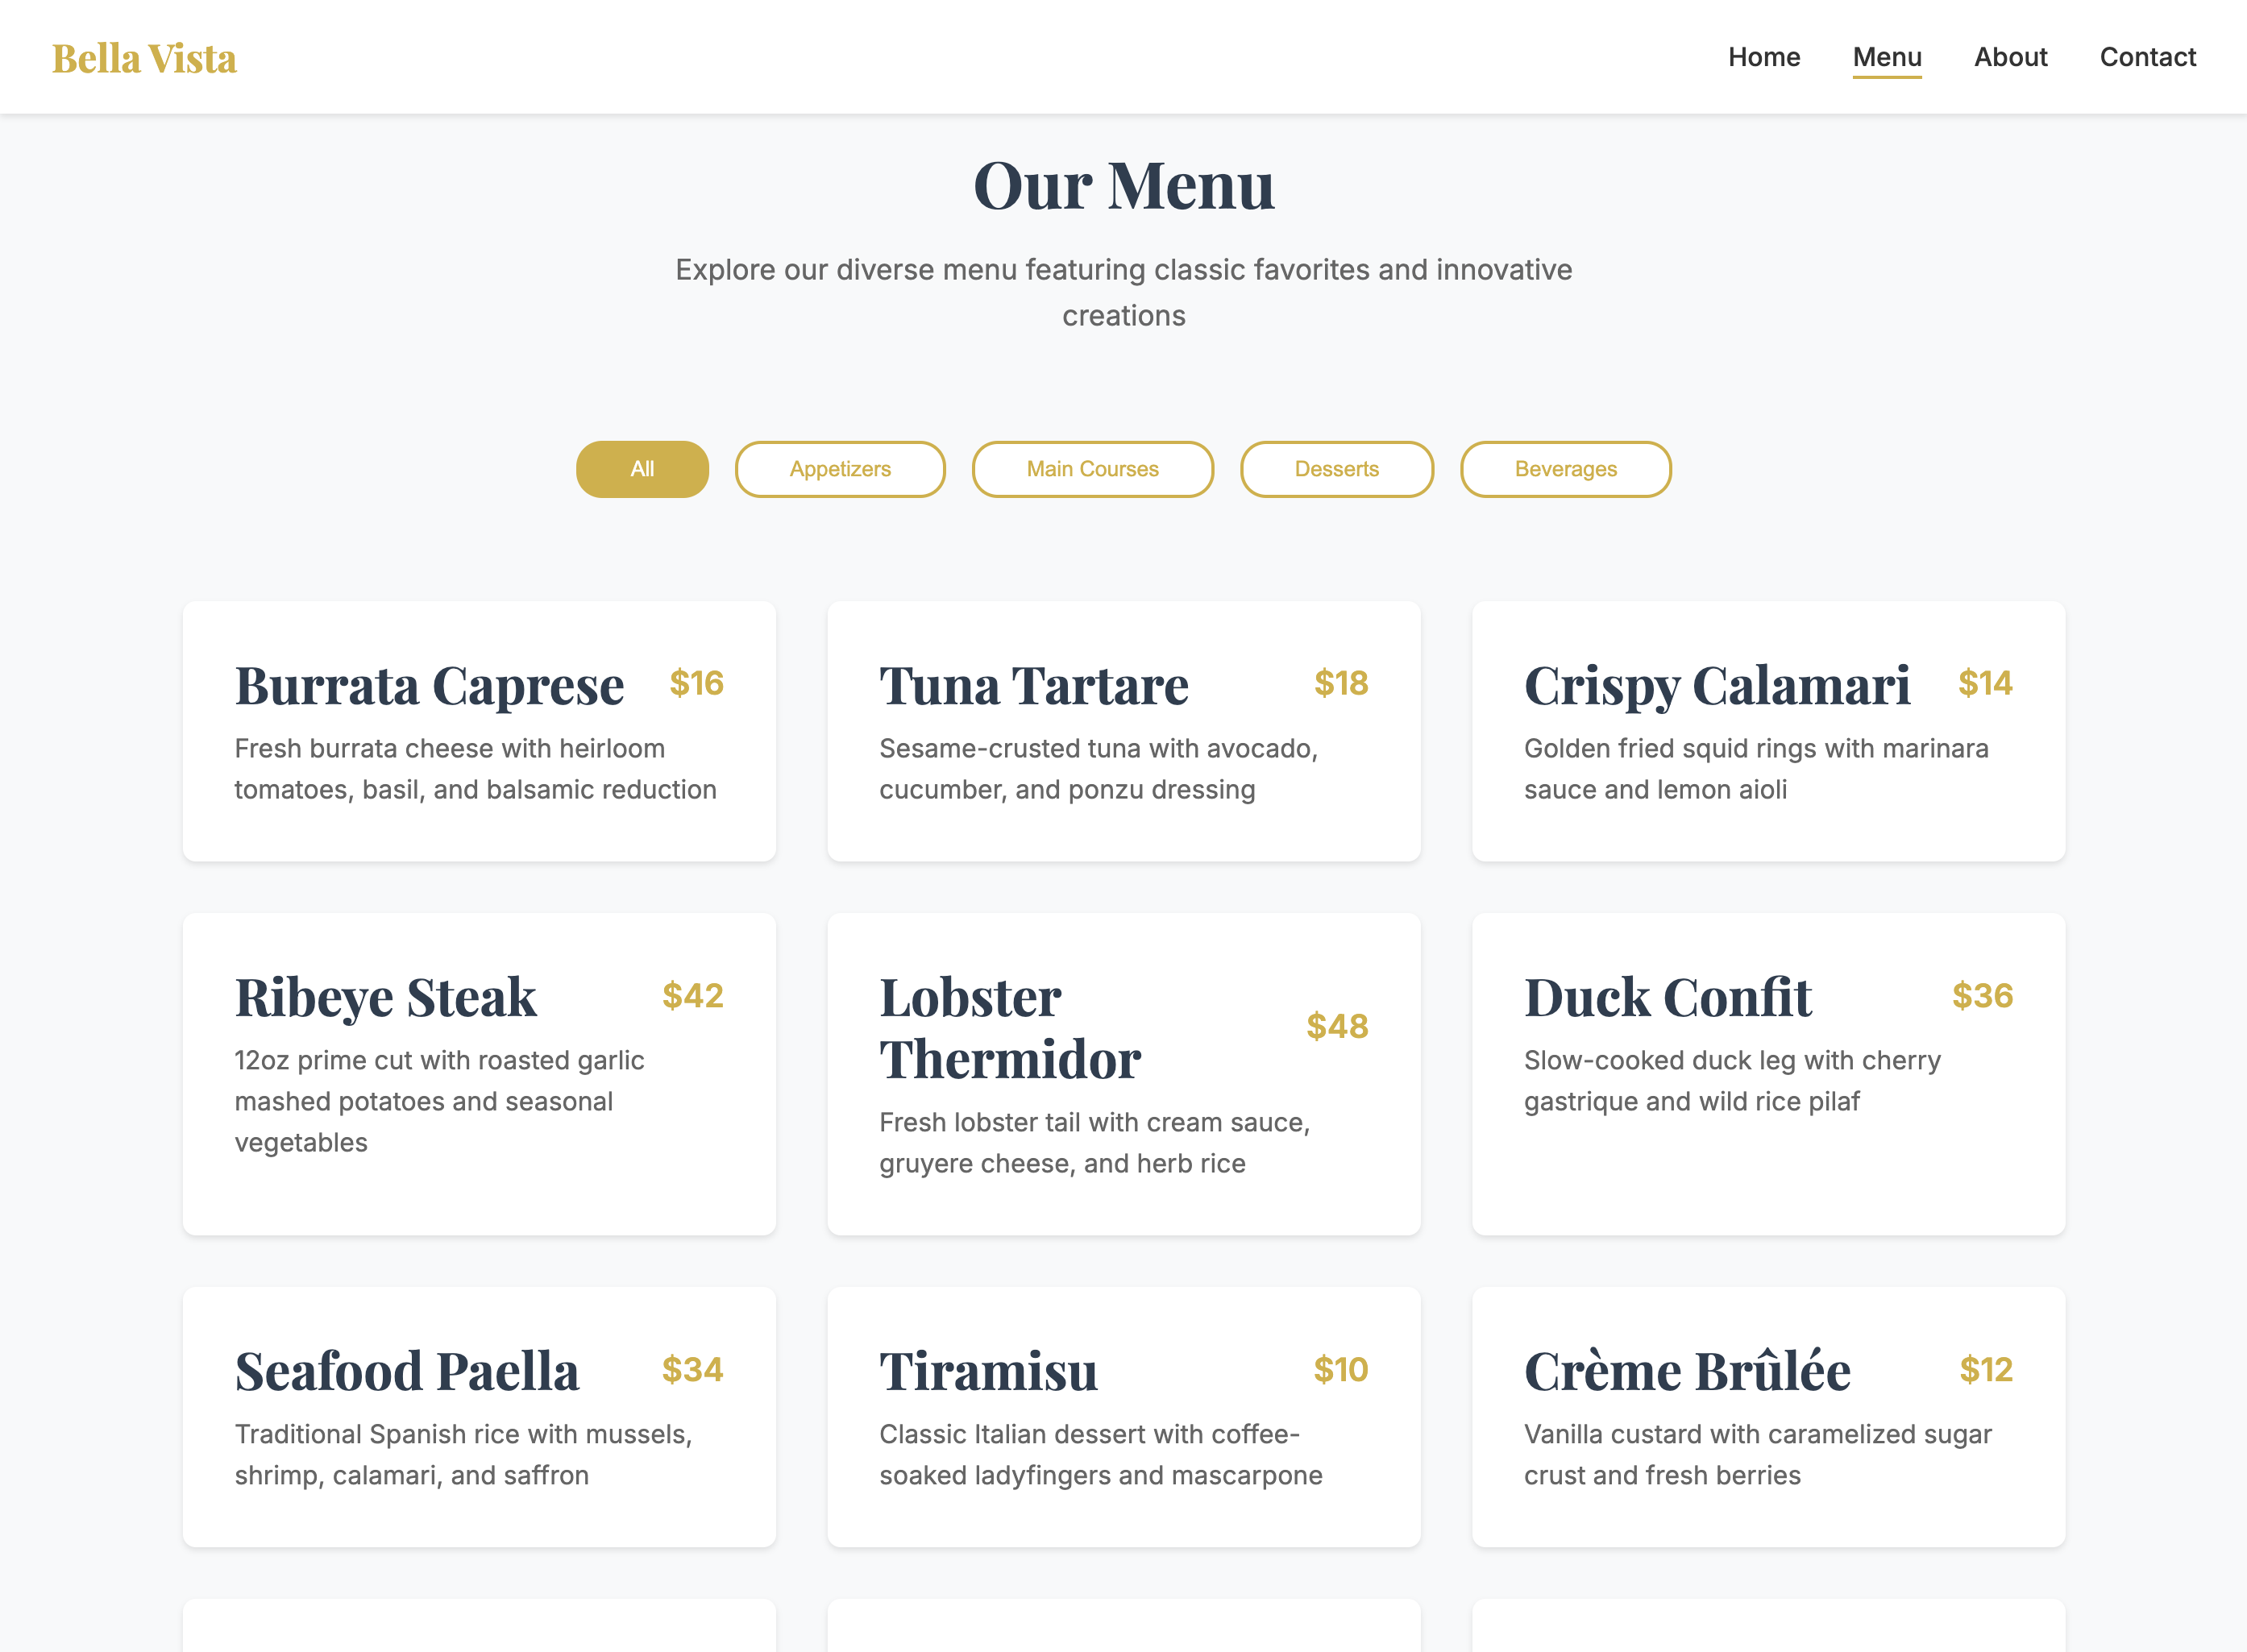 Bella Vista
Home Menu About Contact
Our Menu
Explore our diverse menu featuring classic favorites and innovative
creations
All Appetizers Main Courses Desserts Beverages
Burrata Caprese $16
Fresh burrata cheese with heirloom
tomatoes, basil, and balsamic reduction
Tuna Tartare $18
Sesame-crusted tuna with avocado,
cucumber, and ponzu dressing
Crispy Calamari $14
Golden fried squid rings with marinara
sauce and lemon aioli
Ribeye Steak $42
12oz prime cut with roasted garlic
mashed potatoes and seasonal
vegetables
Lobster
Thermidor
$48
Fresh lobster tail with cream sauce,
gruyere cheese, and herb rice
Duck Confit $36
Slow-cooked duck leg with cherry
gastrique and wild rice pilaf
Seafood Paella $34
Traditional Spanish rice with mussels,
shrimp, calamari, and saffron
Tiramisu $10
Classic Italian dessert with coffee-
soaked ladyfingers and mascarpone
Crème Brûlée $12
Vanilla custard with caramelized sugar
crust and fresh berries